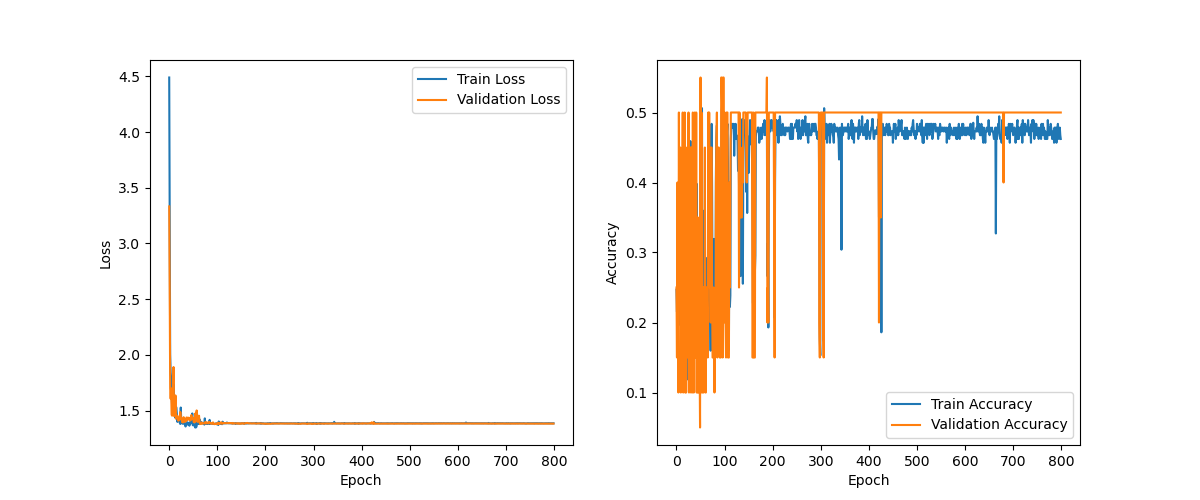 4.5
4.0
3.5
3.0
2.5
2.0
1.5
Loss
0 100 200 300 400 500 600 700 800
Epoch
Train Loss
Validation Loss
0.5
0.4
0.3
0.2
0.1
Accuracy
0 100 200 300 400 500 600 700 800
Epoch
Train Accuracy
Validation Accuracy